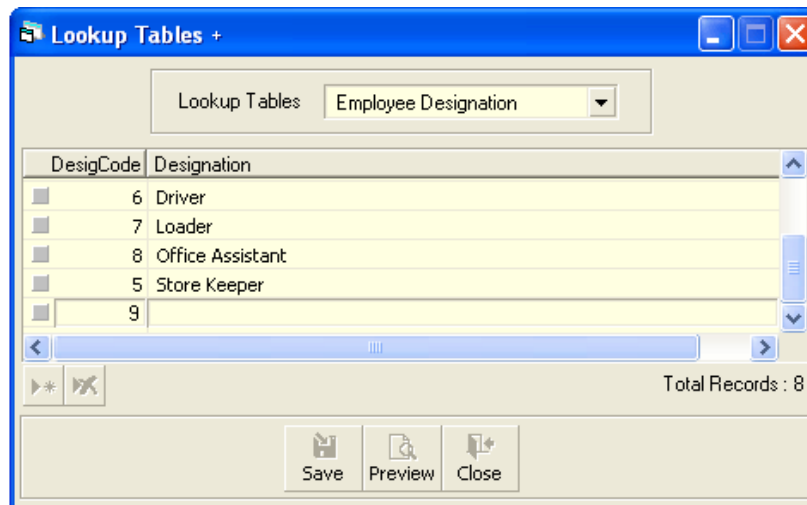 Lookup Tables +
Lookup Tables Employee Designation
DesigCode Designation
6 Driver
7 Loader
8 Office Assistant
5 Store Keeper
9
Total Records : 8
Save Preview Close